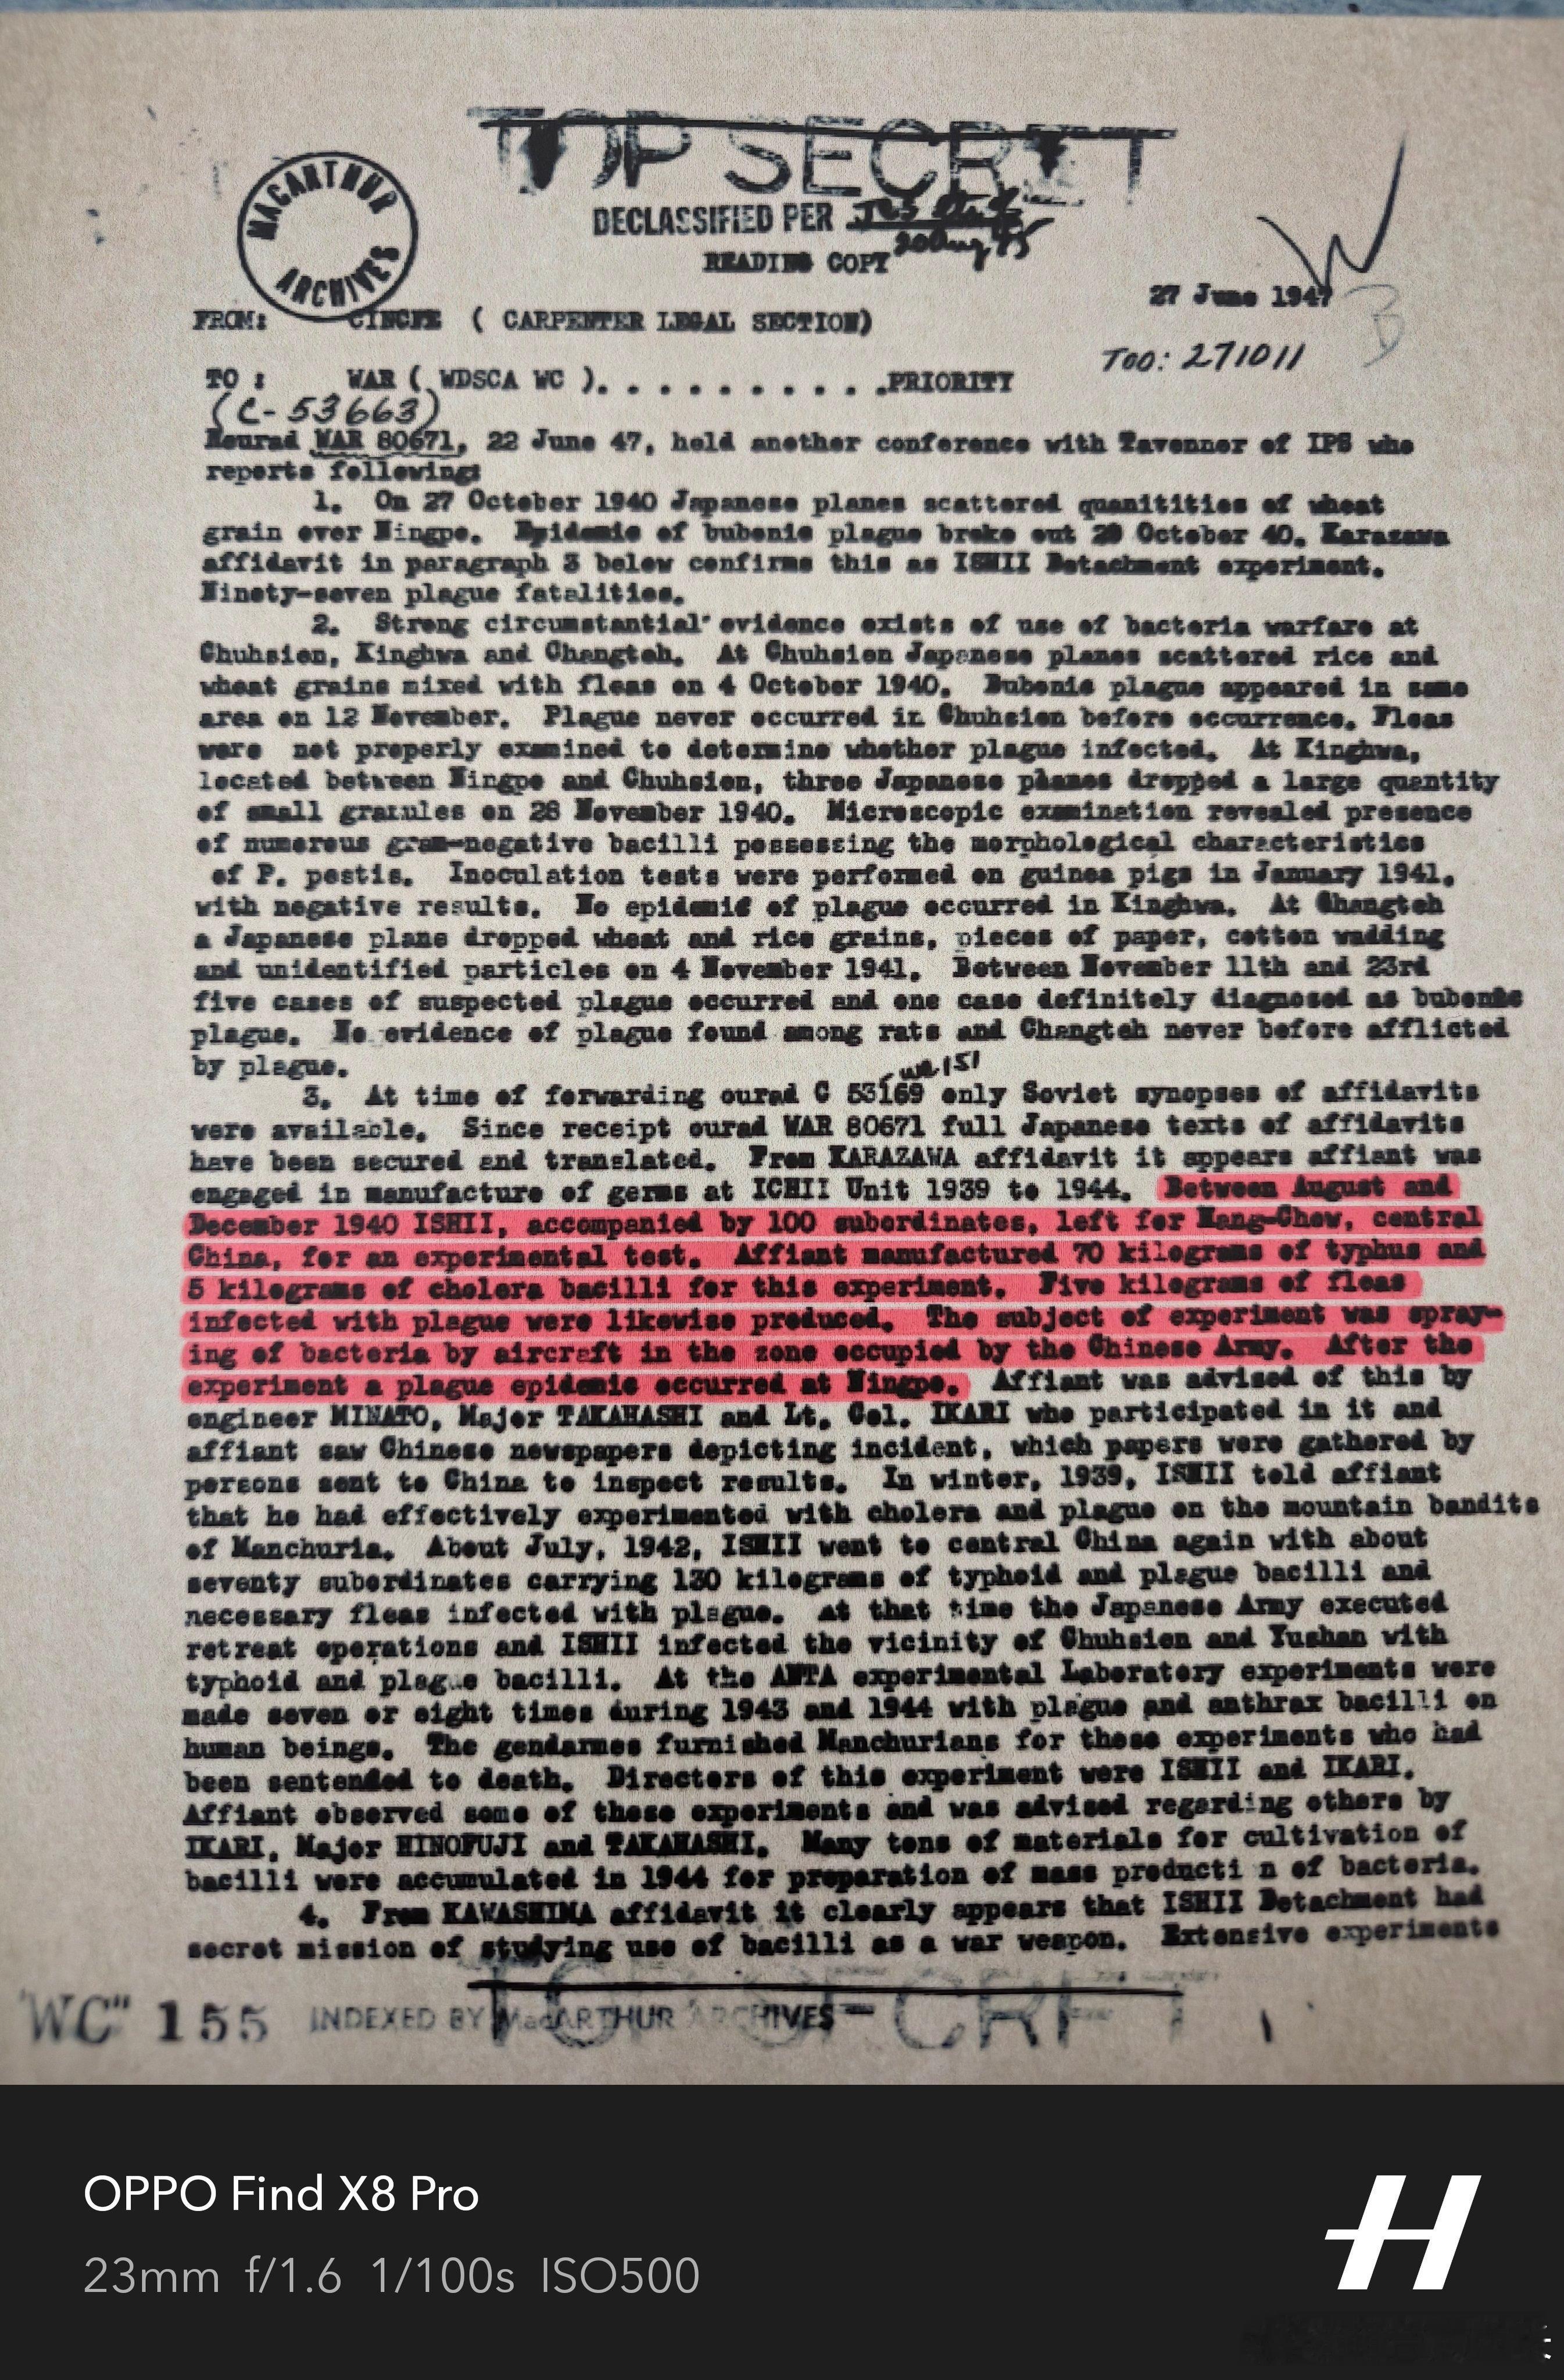 TOP SECRET
MACARTHUR ARCHIVES
DECLASSIFIED PER JCS
20 Aug 75
READING COPY
27 June 1947
FROM: CINCFE ( CARPENTER LEGAL SECTION)
TOO: 271011
TO : WAR ( WDSCA WC ). . . . . . . . . . .PRIORITY
(C-53663)
Reurad WAR 80671, 22 June 47, held another conference with Tavenner of IPS who
reports following:
1. On 27 October 1940 Japanese planes scattered quanitities of wheat
grain over Ningpo. Epidemic of bubonic plague broke out 29 October 40. Karazawa
affidavit in paragraph 3 below confirms this as ISHII Detachment experiment.
Ninety-seven plague fatalities.
2. Strong circumstantial evidence exists of use of bacteria warfare at
Chuhsien, Kinghwa and Changteh. At Chuhsien Japanese planes scattered rice and
wheat grains mixed with fleas on 4 October 1940. Bubonic plague appeared in same
area on 12 November. Plague never occurred in Chuhsien before occurrence. Fleas
were not properly examined to determine whether plague infected. At Kinghwa,
located between Ningpo and Chuhsien, three Japanese planes dropped a large quantity
of small granules on 28 November 1940. Microscopic examination revealed presence
of numerous gram-negative bacilli possessing the morphological characteristics
of P. pestis. Inoculation tests were performed on guinea pigs in January 1941.
with negative results. No epidemic of plague occurred in Kinghwa. At Changteh
a Japanese plane dropped wheat and rice grains, pieces of paper, cotton wadding
and unidentified particles on 4 November 1941. Between November 11th and 23rd
five cases of suspected plague occurred and one case definitely diagnosed as bubonic
plague. No evidence of plague found among rats and Changteh never before afflicted
by plague.
3. At time of forwarding ourad C 53169 only Soviet synopses of affidavits
were available. Since receipt ourad WAR 80671 full Japanese texts of affidavits
have been secured and translated. From KARAZAWA affidavit it appears affiant was
engaged in manufacture of germs at ICHII Unit 1939 to 1944. Between August and
December 1940 ISHII, accompanied by 100 subordinates, left for Hang-Chow, central
China, for an experimental test. Affiant manufactured 70 kilograms of typhus and
5 kilograms of cholera bacilli for this experiment. Five kilograms of fleas
infected with plague were likewise produced. The subject of experiment was spray-
ing of bacteria by aircraft in the zone occupied by the Chinese Army. After the
experiment a plague epidemic occurred at Ningpo. Affiant was advised of this by
engineer MINATO, Major TAKAHASHI and Lt. Col. IKARI who participated in it and
affiant saw Chinese newspapers depicting incident, which papers were gathered by
persons sent to China to inspect results. In winter, 1939, ISHII told affiant
that he had effectively experimented with cholera and plague on the mountain bandits
of Manchuria. About July, 1942, ISHII went to central China again with about
seventy subordinates carrying 130 kilograms of typhoid and plague bacilli and
necessary fleas infected with plague. At that time the Japanese Army executed
retreat operations and ISHII infected the vicinity of Chuhsien and Yushan with
typhoid and plague bacilli. At the ANTA experimental Laboratory experiments were
made seven or eight times during 1943 and 1944 with plague and anthrax bacilli on
human beings. The gendarmes furnished Manchurians for these experiments who had
been sentended to death. Directors of this experiment were ISHII and IKARI.
Affiant observed some of these experiments and was advised regarding others by
IKARI, Major HINOFUJI and TAKAHASHI. Many tons of materials for cultivation of
bacilli were accumulated in 1944 for preparation of mass producti n of bacteria.
4. From KAWASHIMA affidavit it clearly appears that ISHII Detachment had
secret mission of studying use of bacilli as a war weapon. Extensive experiments
TOP SECRET
"WC" 155 INDEXED BY MacARTHUR ARCHIVES
OPPO Find X8 Pro
23mm f/1.6 1/100s ISO500